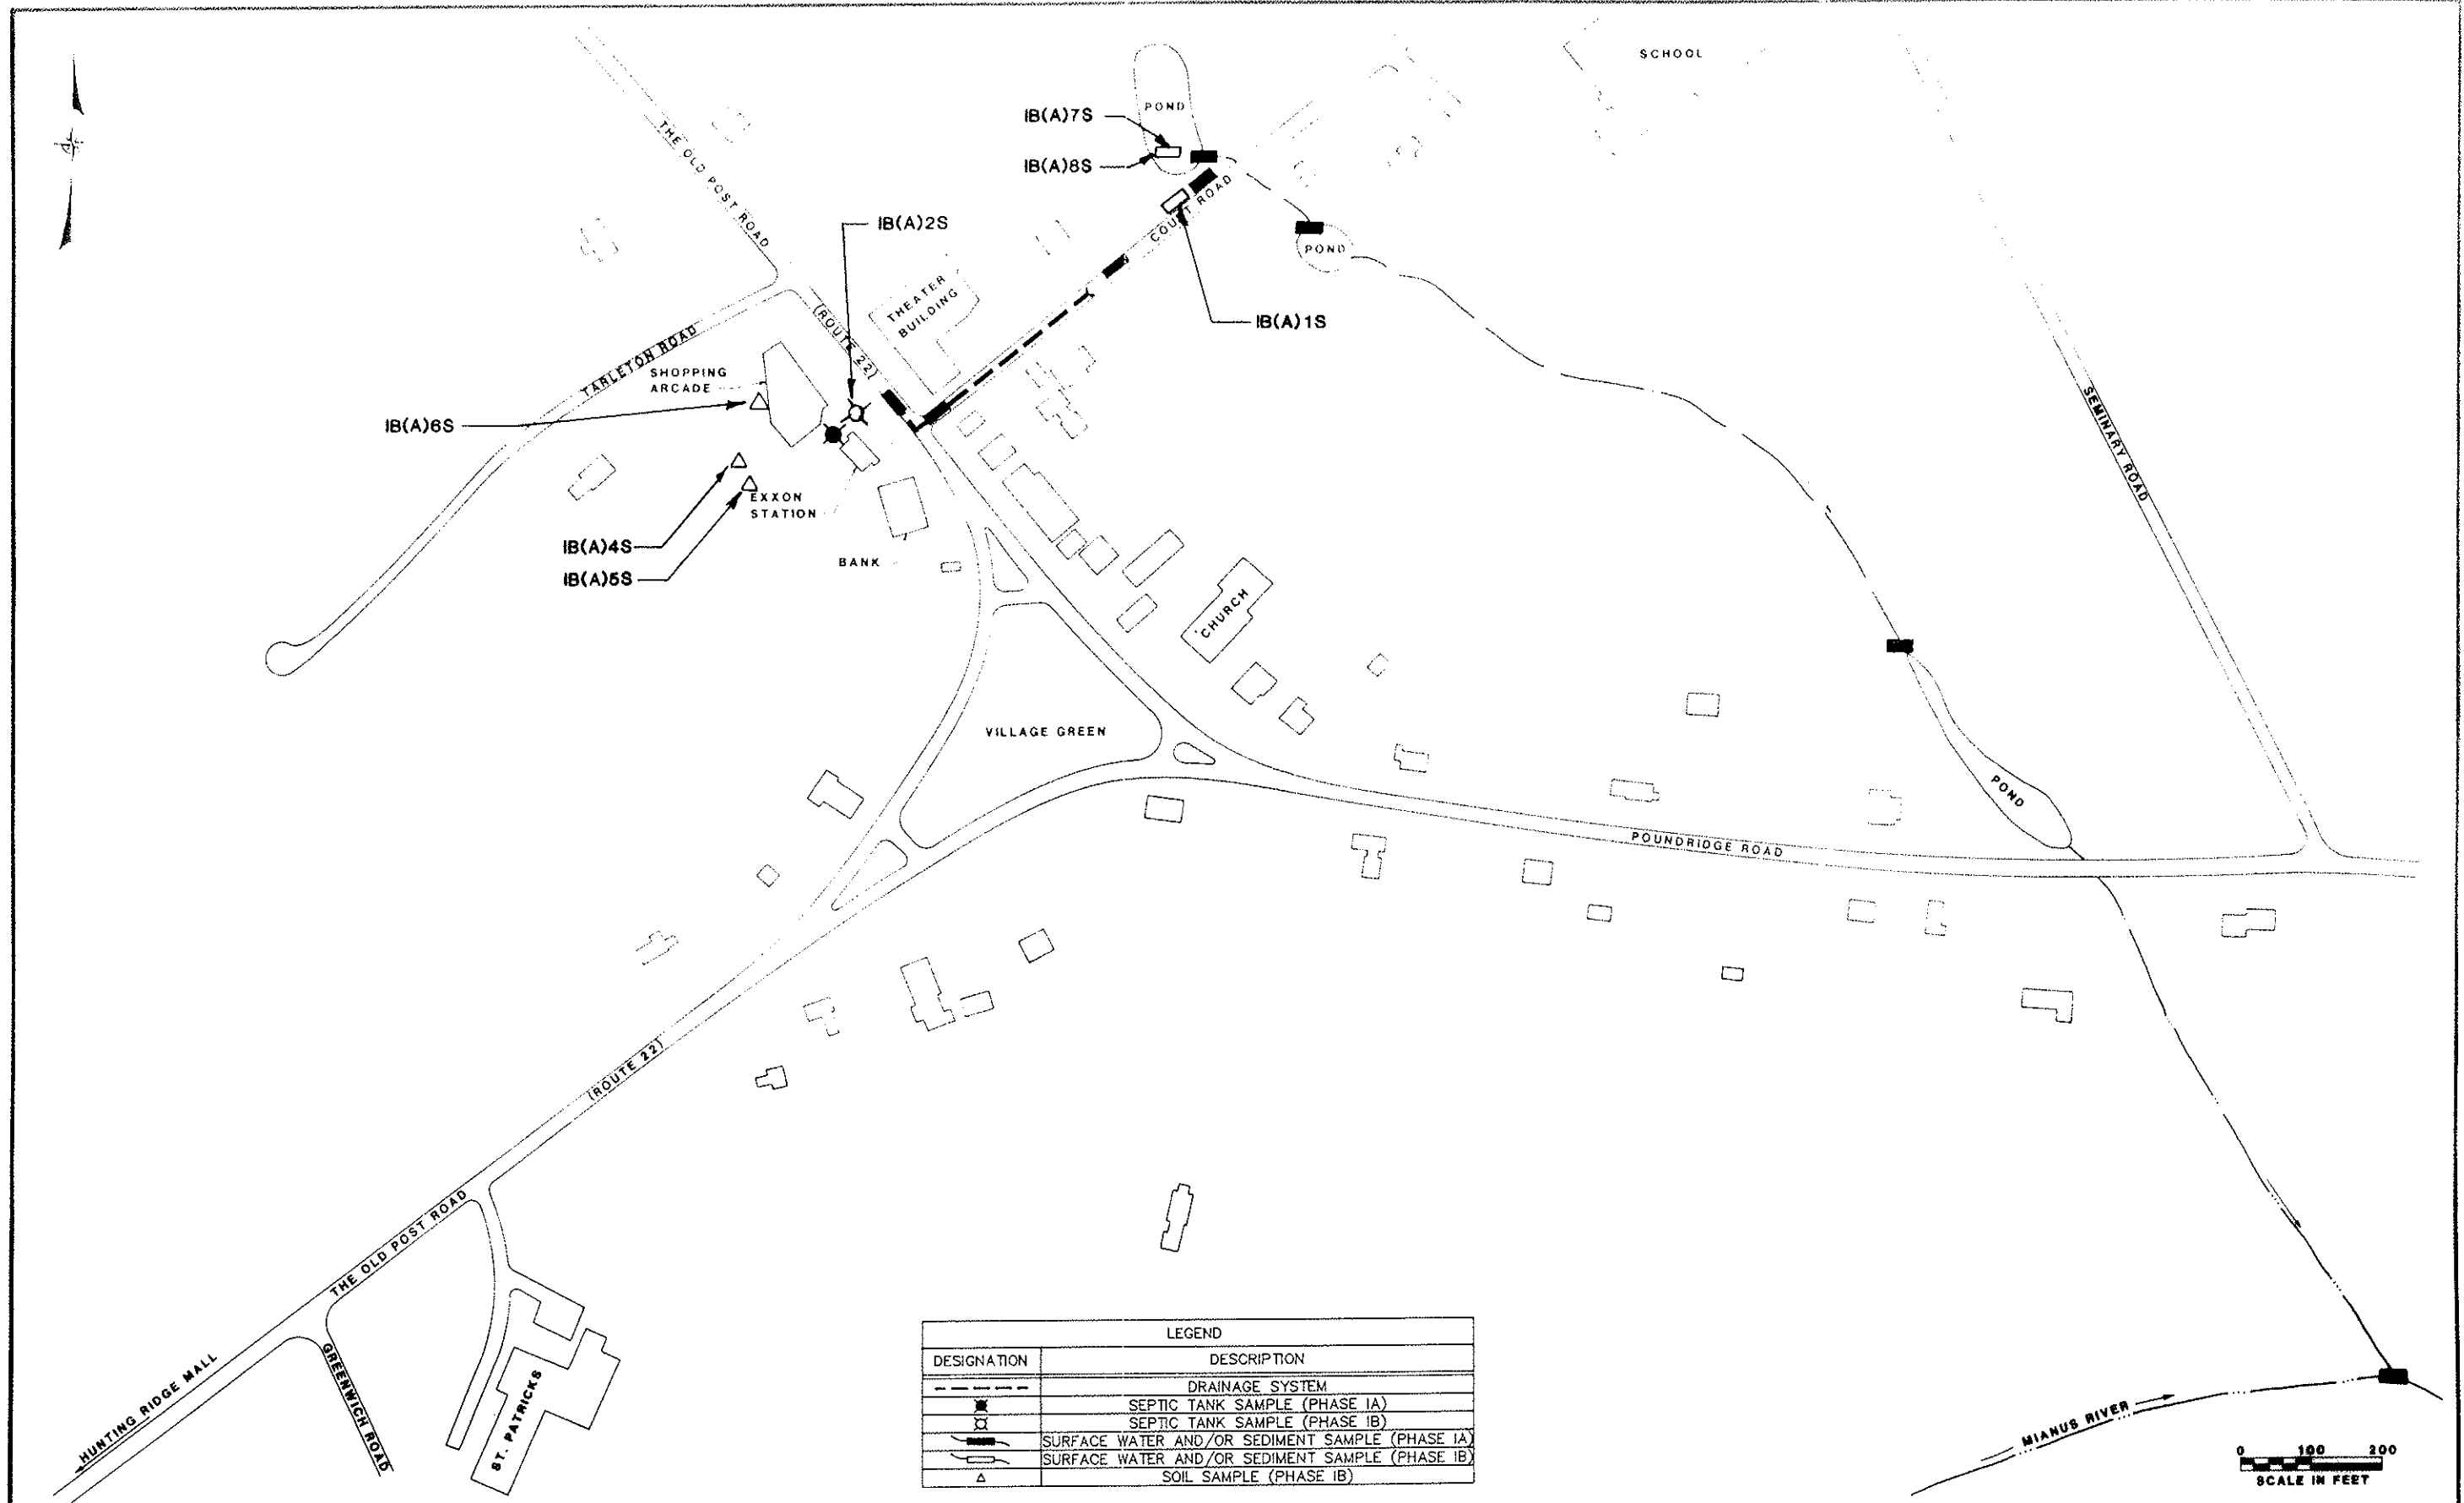 SCHOOL
POND
IB(A)7S
IB(A)8S
THE OLD POST ROAD
COURT ROAD
IB(A)2S
POND
THEATER
BUILDING
IB(A)1S
(ROUTE 22)
TARLETON ROAD
SHOPPING
ARCADE
IB(A)6S
SEMINARY ROAD
EXXON
STATION
IB(A)4S
IB(A)5S
BANK
CHURCH
VILLAGE GREEN
POND
POUNDRIDGE ROAD
(ROUTE 22)
THE OLD POST ROAD
HUNTING RIDGE MALL
GREENWICH ROAD
ST. PATRICKS
LEGEND
DESIGNATION DESCRIPTION
DRAINAGE SYSTEM
SEPTIC TANK SAMPLE (PHASE IA)
SEPTIC TANK SAMPLE (PHASE IB)
SURFACE WATER AND/OR SEDIMENT SAMPLE (PHASE IA)
SURFACE WATER AND/OR SEDIMENT SAMPLE (PHASE IB)
SOIL SAMPLE (PHASE IB)
MIANUS RIVER
0 100 200
SCALE IN FEET